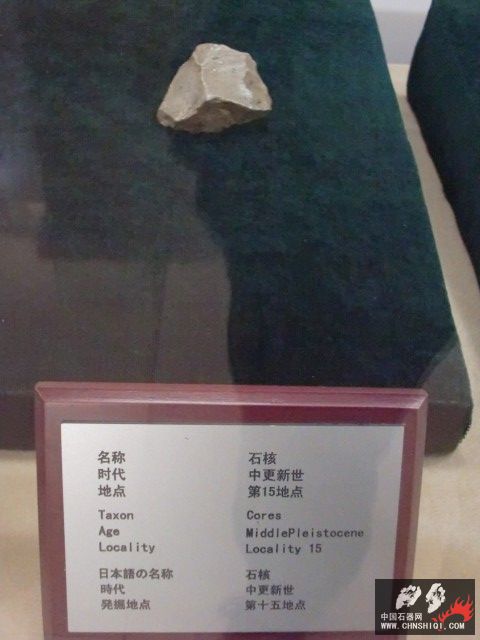 名称 石核
时代 中更新世
地点 第15地点
Taxon Cores
Age MiddlePleistocene
Locality Locality 15
日本語の名称 石核
時代 中更新世
発掘地点 第十五地点
中国石器网
www.CHNSHIQI.COM